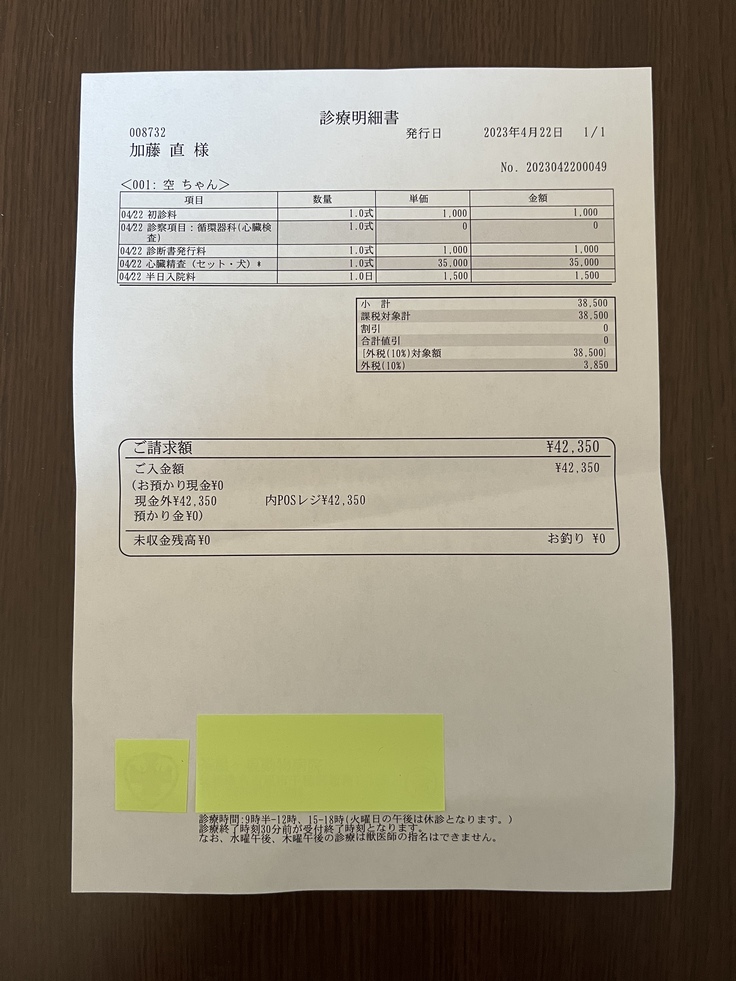 診療明細書
008732 発行日 2023年4月22日 1/1
加藤 直 様
No. 2023042200049
<001: 空 ちゃん>
項目 数量 単価 金額
04/22 初診料 1.0式 1,000 1,000
04/22 診察項目：循環器科(心臓検 1.0式 0 0
査)
04/22 診断書発行料 1.0式 1,000 1,000
04/22 心臓精査（セット・犬）* 1.0式 35,000 35,000
04/22 半日入院料 1.0日 1,500 1,500
小 計 38,500
課税対象計 38,500
割引 0
合計値引 0
[外税(10%)対象額 38,500]
外税(10%) 3,850
ご請求額 ¥42,350
ご入金額 ¥42,350
(お預かり現金¥0
現金外¥42,350 内POSレジ¥42,350
預かり金¥0)
未収金残高¥0 お釣り ¥0
診療時間:9時半-12時、15-18時(火曜日の午後は休診となります。)
診療終了時刻30分前が受付終了時刻となります。
なお、水曜午後、木曜午後の診療は獣医師の指名はできません。